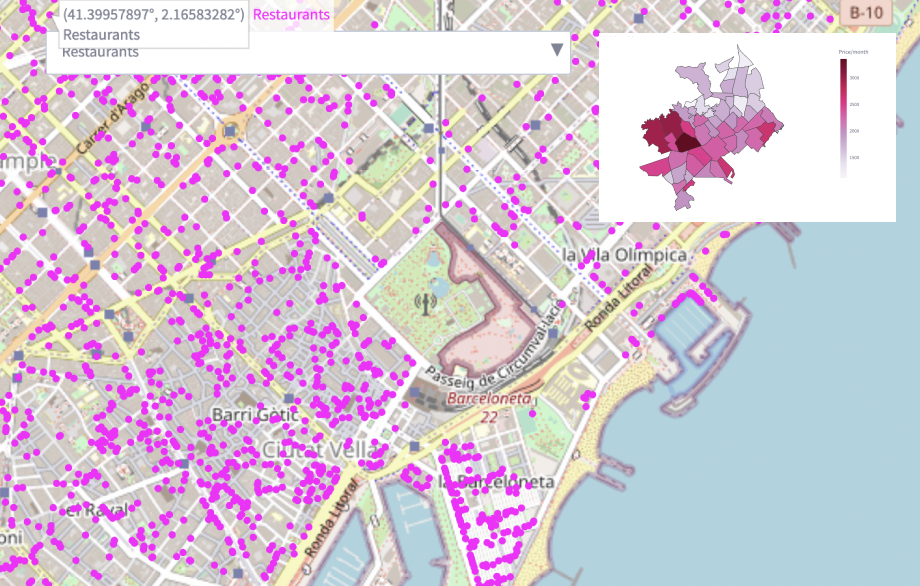 (41.39957897°, 2.16583282°) Restaurants
Restaurants
Restaurants
▼
B-10
Price/month
3000
2500
2000
1500
Carrer d'Aragó
la Vila Olímpica
Ronda Litoral
Passeig de Circumval·lació
Barceloneta
22
Barri Gòtic
Ciutat Vella
la Barceloneta
el Raval
Ronda Litoral